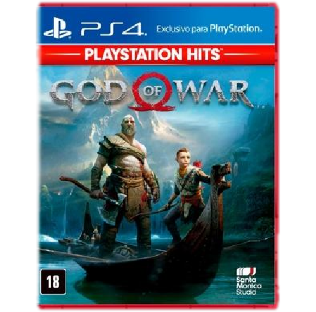 PS4
Exclusivo para PlayStation.
PLAYSTATION HITS
GOD OF WAR
18
Santa
Monica
Studio